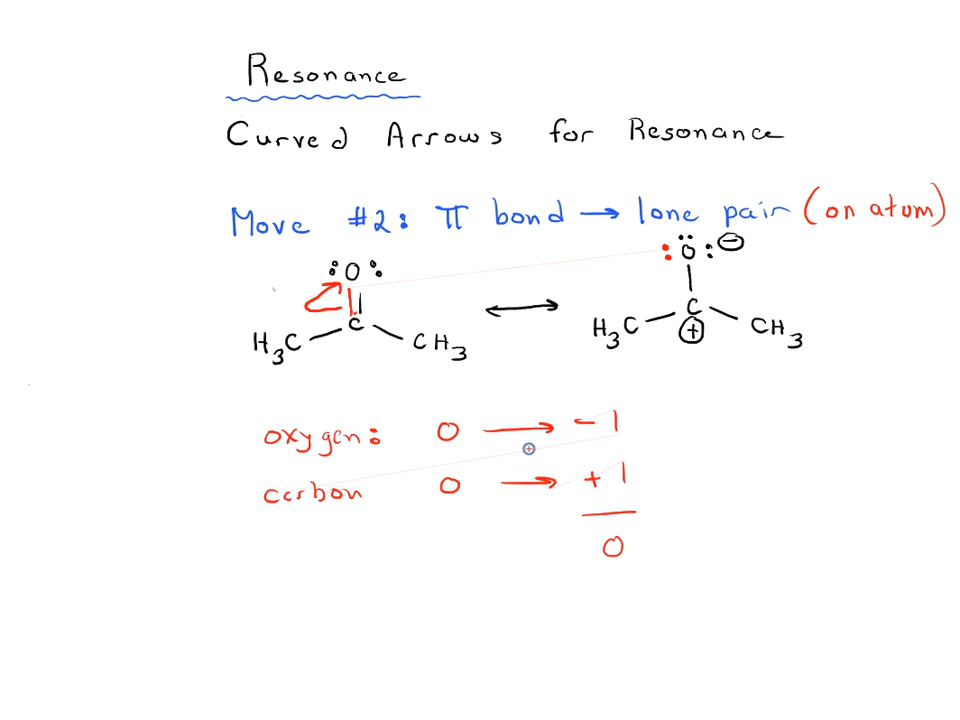 Resonance
Curved Arrows for Resonance
Move #2: π bond → lone pair (on atom)
:O: :Ö: ⊖
C C
H3C CH3 H3C ⊕ CH3
oxygen: 0 → -1
carbon 0 → +1
0